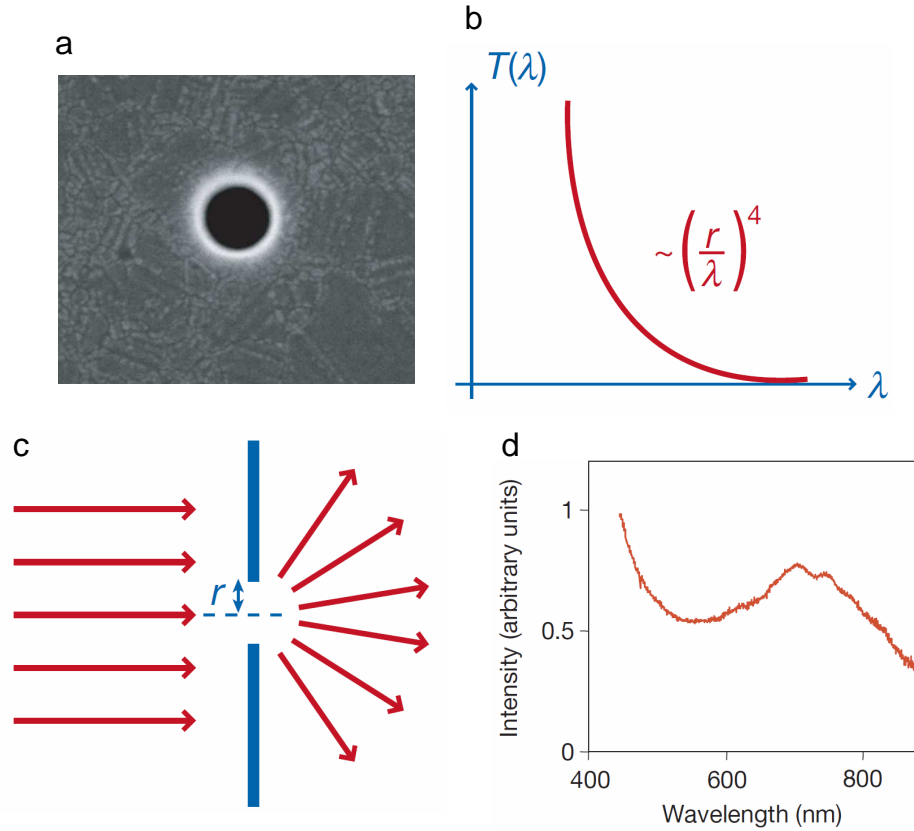 a
b
T(λ)
~ (r/λ)^4
λ
c
r
d
Intensity (arbitrary units)
1
0.5
0
400
600
800
Wavelength (nm)